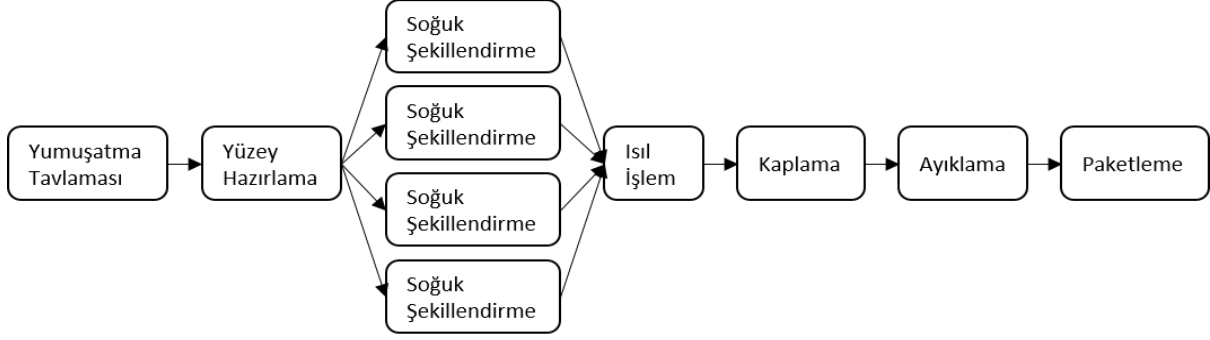 Yumuşatma
Tavlaması
Yüzey
Hazırlama
Soğuk
Şekillendirme
Soğuk
Şekillendirme
Soğuk
Şekillendirme
Soğuk
Şekillendirme
Isıl
İşlem
Kaplama
Ayıklama
Paketleme